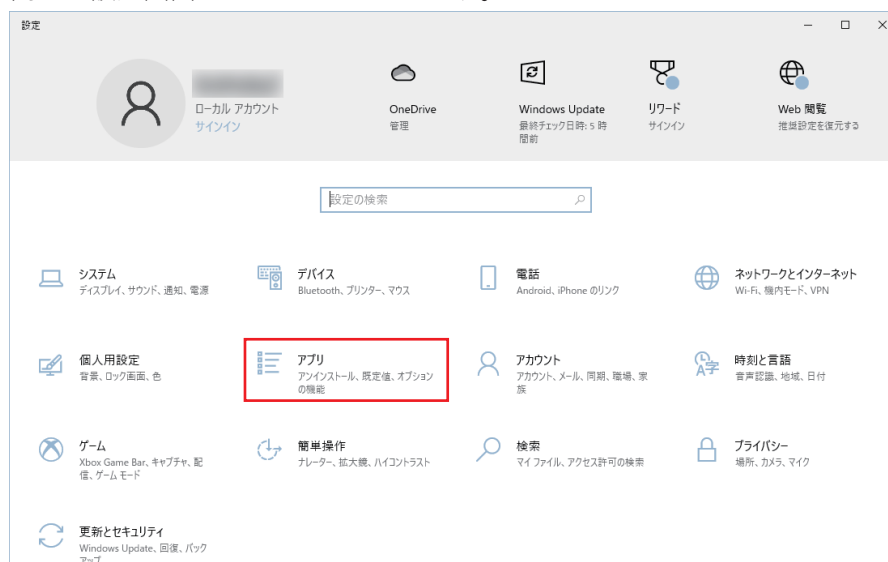 設定
ローカル アカウント
サインイン
OneDrive
管理
Windows Update
最終チェック日時: 5 時
間前
リワード
サインイン
Web 閲覧
推奨設定を復元する
設定の検索
システム
ディスプレイ、サウンド、通知、電源
デバイス
Bluetooth、プリンター、マウス
電話
Android、iPhone のリンク
ネットワークとインターネット
Wi-Fi、機内モード、VPN
個人用設定
背景、ロック画面、色
アプリ
アンインストール、既定値、オプション
の機能
アカウント
アカウント、メール、同期、職場、家
族
時刻と言語
音声認識、地域、日付
ゲーム
Xbox Game Bar、キャプチャ、配
信、ゲーム モード
簡単操作
ナレーター、拡大鏡、ハイコントラスト
検索
マイ ファイル、アクセス許可の検索
プライバシー
場所、カメラ、マイク
更新とセキュリティ
Windows Update、回復、バック
アップ